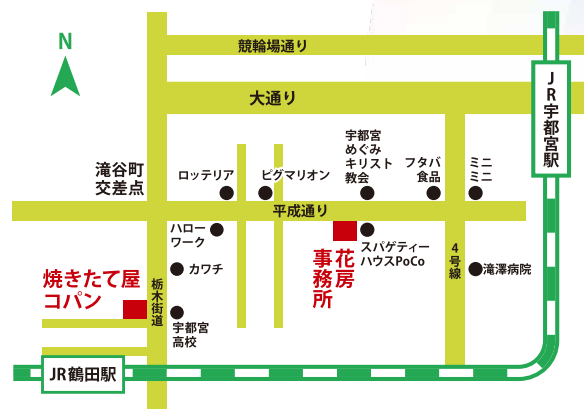 N
競輪場通り
大通り
JR宇都宮駅
滝谷町
交差点
ロッテリア
ピグマリオン
宇都宮
めぐみ
キリスト
教会
フタバ
食品
ミニ
ミニ
平成通り
ハロー
ワーク
花房
事務所
スパゲティー
ハウスPoCo
4号線
カワチ
滝澤病院
焼きたて屋
コパン
栃木街道
宇都宮
高校
JR鶴田駅